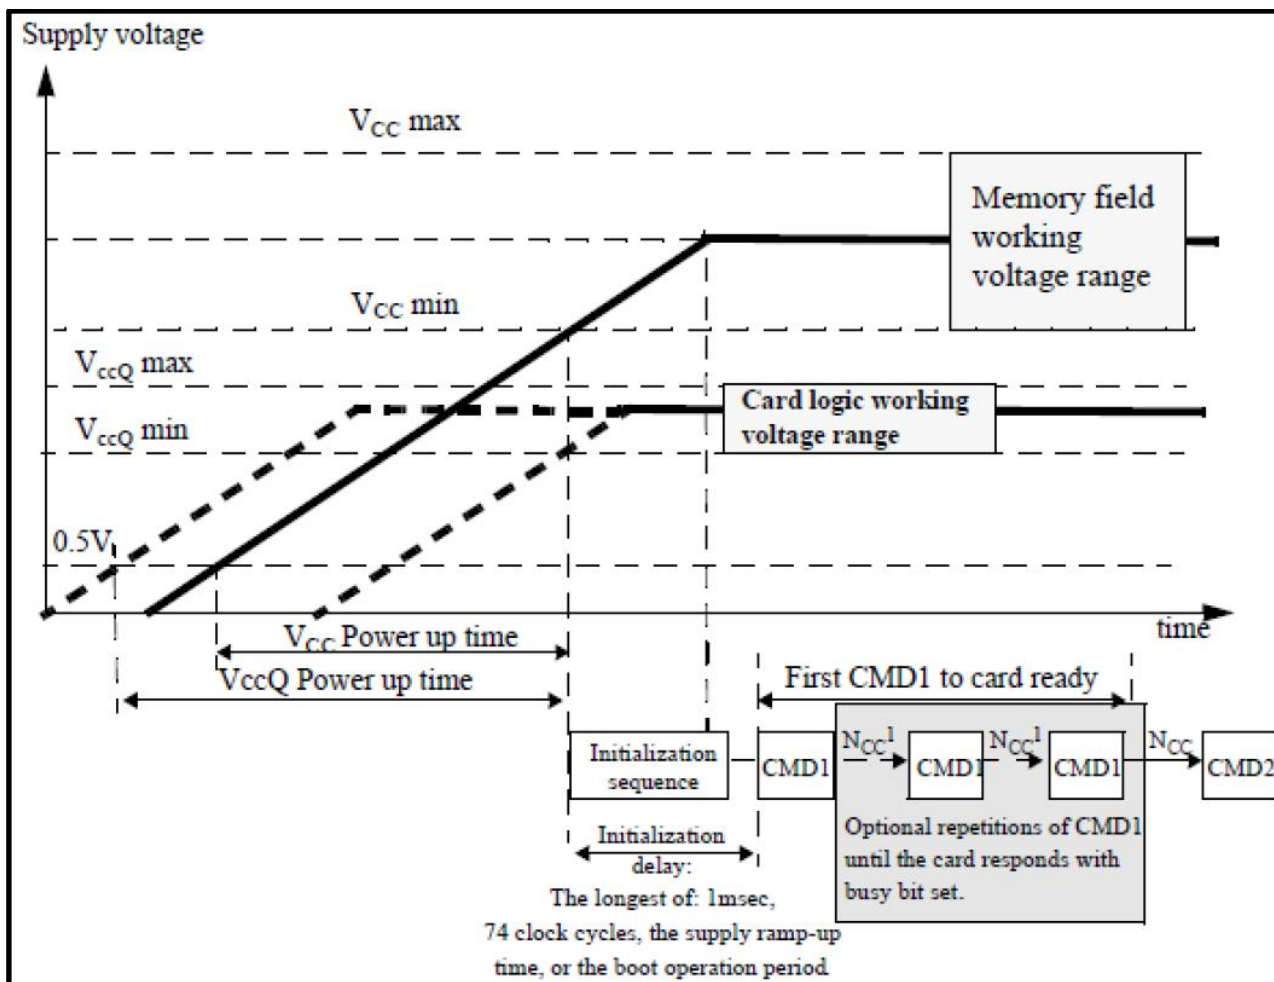 Supply voltage
VCC max
Memory field
working
voltage range
VCC min
VccQ max
Card logic working
voltage range
VccQ min
0.5V
time
VCC Power up time
VccQ Power up time
First CMD1 to card ready
Initialization
sequence
CMD1
NCC1
CMD1
NCC1
CMD1
NCC
CMD2
Optional repetitions of CMD1
until the card responds with
busy bit set.
Initialization
delay:
The longest of: 1msec,
74 clock cycles, the supply ramp-up
time, or the boot operation period